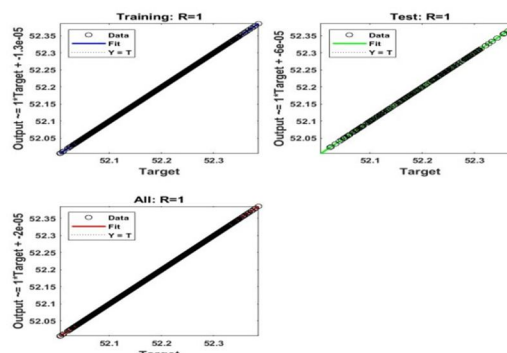 Training: R=1
Output ~= 1*Target + -1.3e-05
52.35
52.3
52.25
52.2
52.15
52.1
52.05
Data
Fit
Y = T
52.1 52.2 52.3
Target
Test: R=1
Output ~= 1*Target + -6e-05
52.35
52.3
52.25
52.2
52.15
52.1
52.05
Data
Fit
Y = T
52.1 52.2 52.3
Target
All: R=1
Output ~= 1*Target + -2e-05
52.35
52.3
52.25
52.2
52.15
52.1
52.05
Data
Fit
Y = T
52.1 52.2 52.3
Target